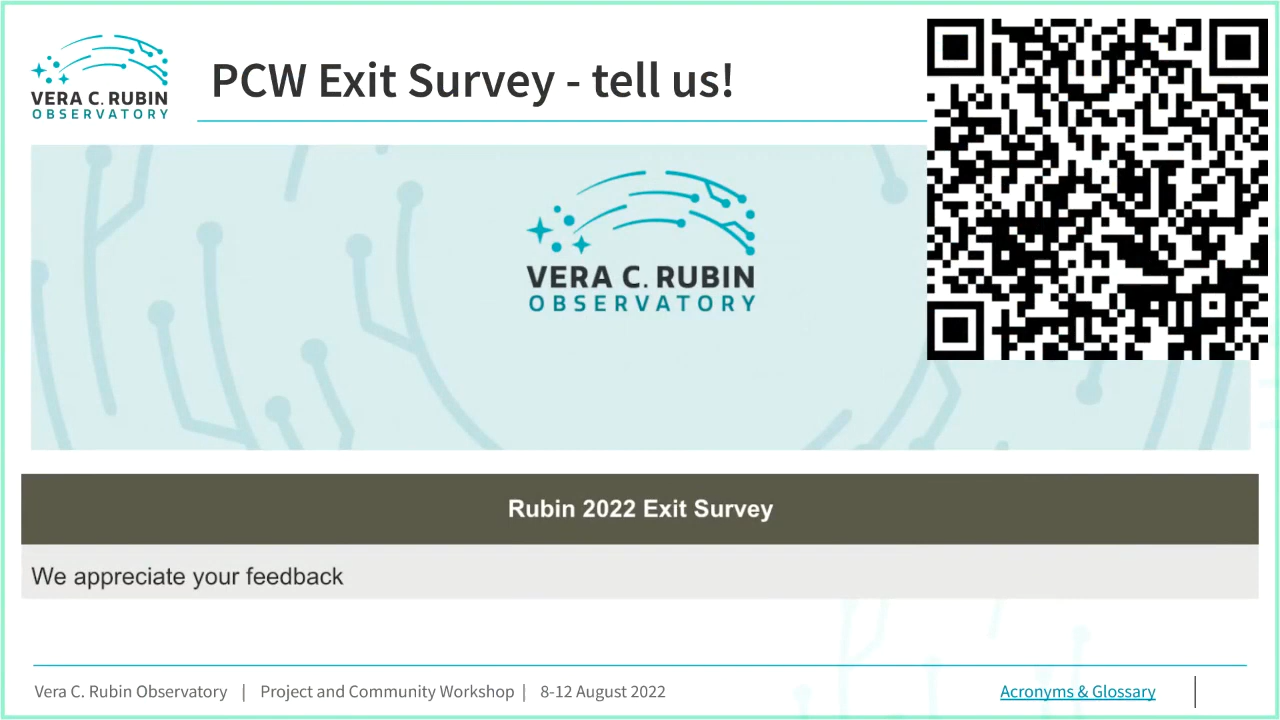 VERA C. RUBIN
OBSERVATORY
PCW Exit Survey - tell us!
VERA C. RUBIN
OBSERVATORY
Rubin 2022 Exit Survey
We appreciate your feedback
Vera C. Rubin Observatory | Project and Community Workshop | 8-12 August 2022
Acronyms & Glossary